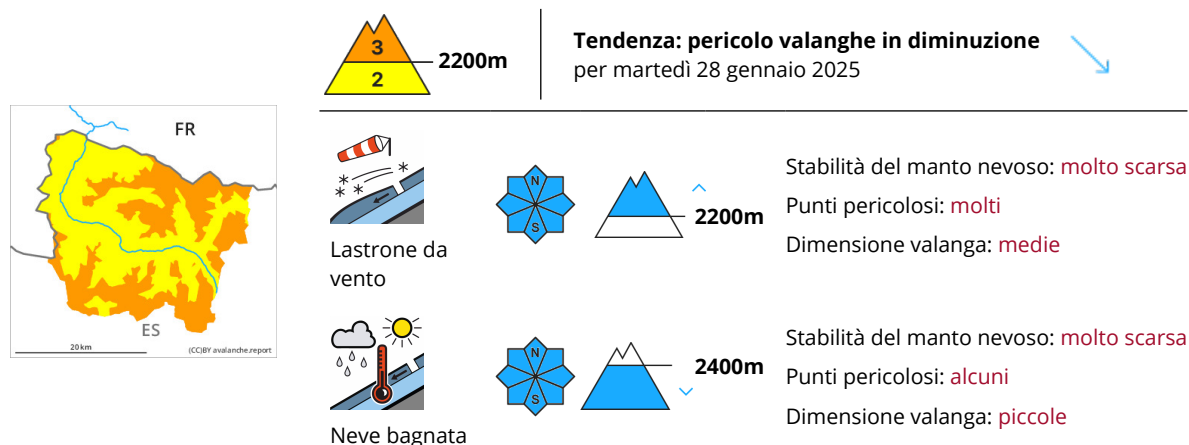 3
2
2200m
Tendenza: pericolo valanghe in diminuzione
per martedì 28 gennaio 2025
FR
ES
20 km
(CC)BY avalanche.report
N
S
2200m
Lastrone da
vento
Stabilità del manto nevoso: molto scarsa
Punti pericolosi: molti
Dimensione valanga: medie
N
S
2400m
Neve bagnata
Stabilità del manto nevoso: molto scarsa
Punti pericolosi: alcuni
Dimensione valanga: piccole